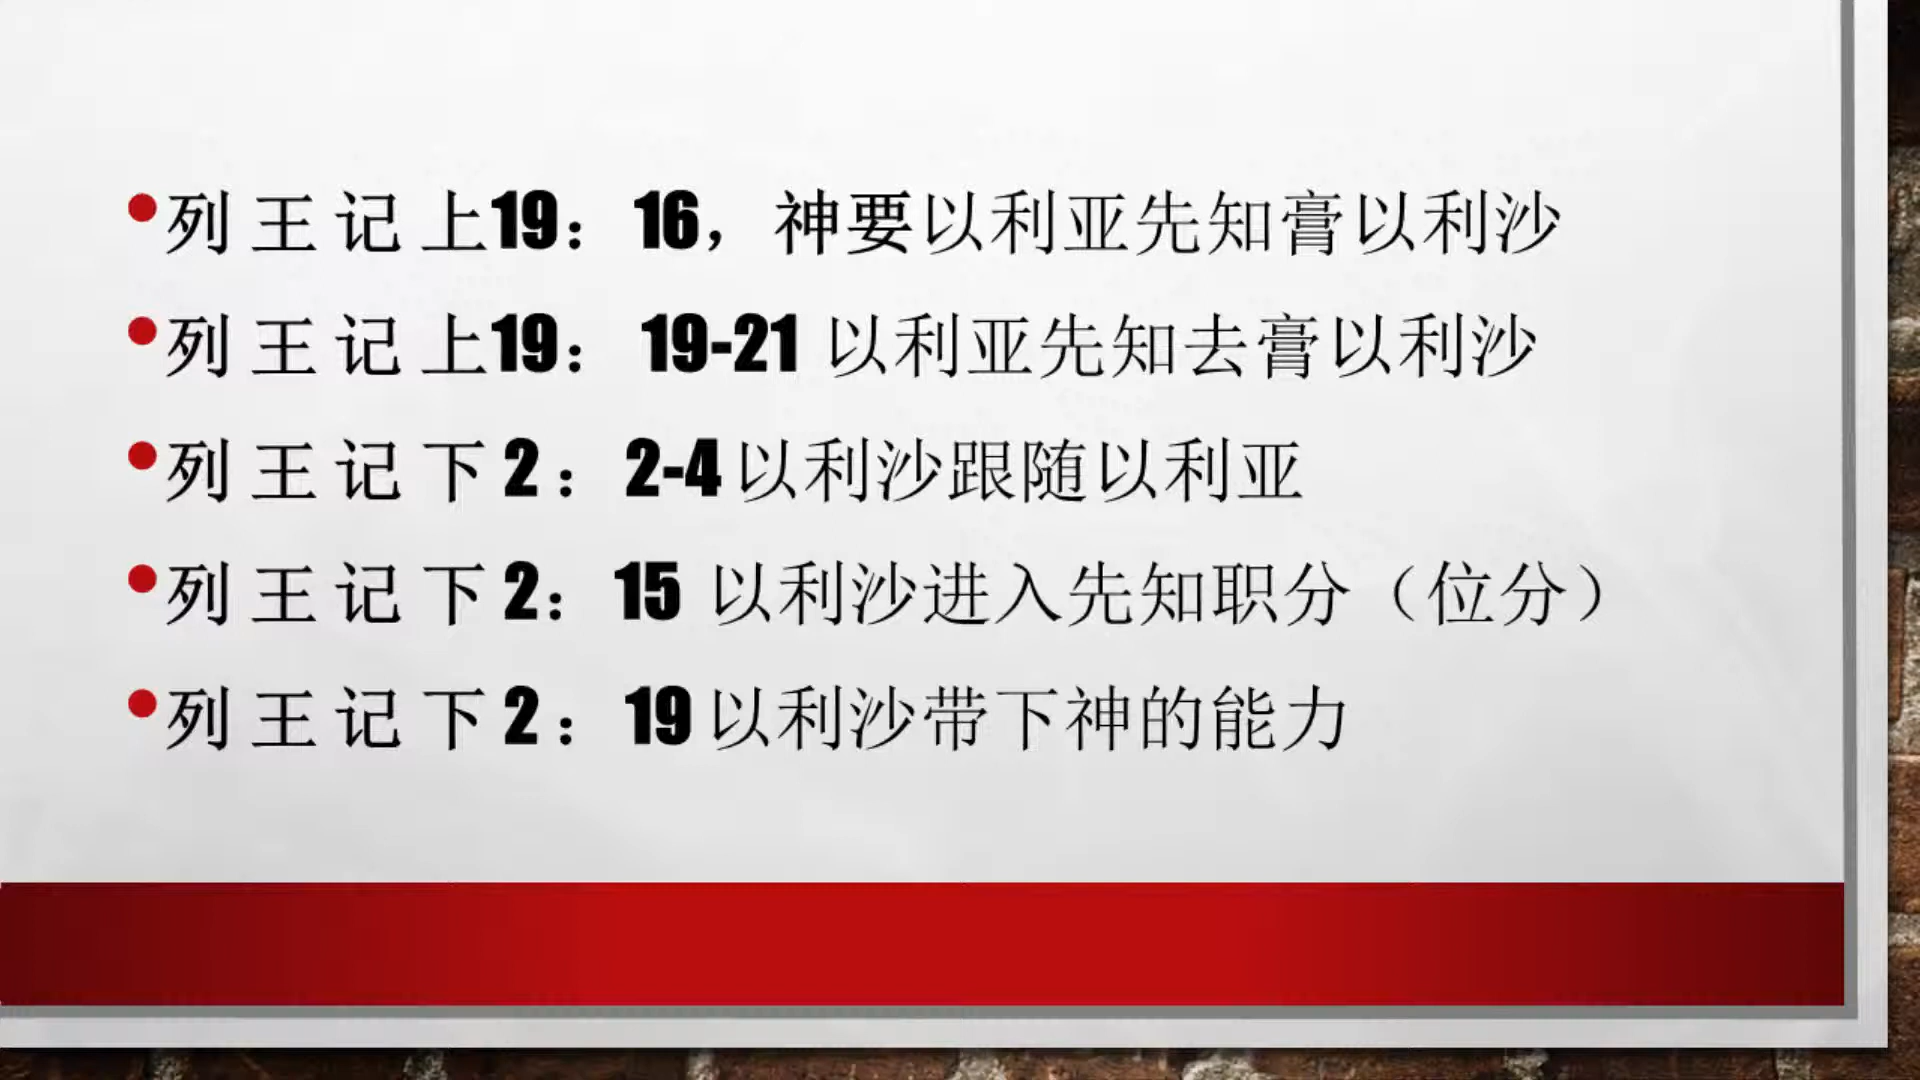 •列王记上19：16，神要以利亚先知膏以利沙
•列王记上19：19-21 以利亚先知去膏以利沙
•列王记下2：2-4以利沙跟随以利亚
•列王记下2：15 以利沙进入先知职分（位分）
•列王记下2：19以利沙带下神的能力